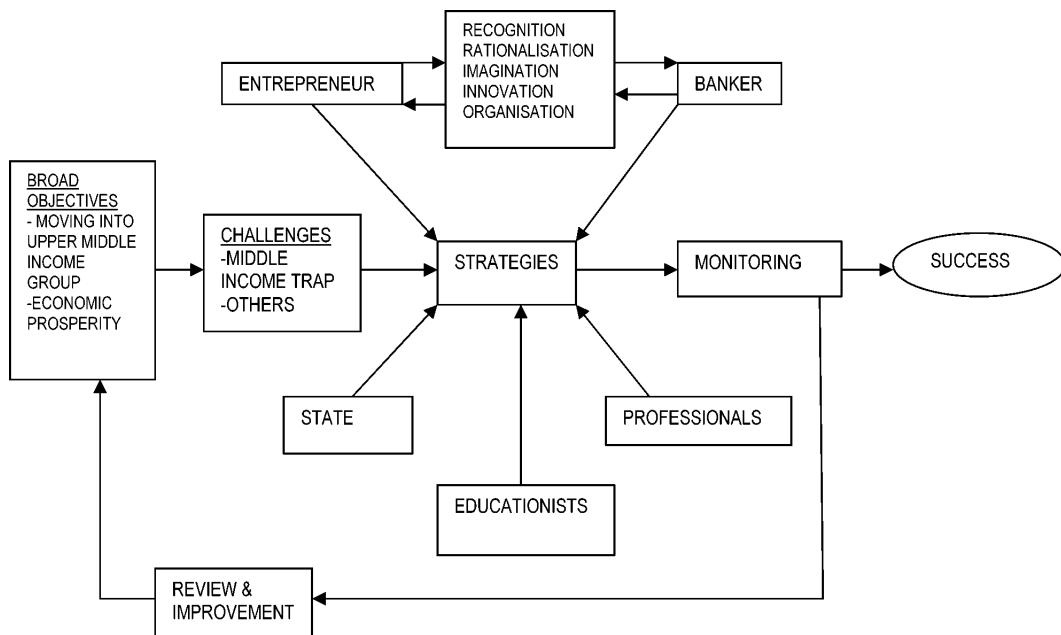 RECOGNITION
RATIONALISATION
IMAGINATION
INNOVATION
ORGANISATION
ENTREPRENEUR
BANKER
BROAD
OBJECTIVES
- MOVING INTO
UPPER MIDDLE
INCOME
GROUP
-ECONOMIC
PROSPERITY
CHALLENGES
-MIDDLE
INCOME TRAP
-OTHERS
STRATEGIES
MONITORING
SUCCESS
STATE
PROFESSIONALS
EDUCATIONISTS
REVIEW &
IMPROVEMENT